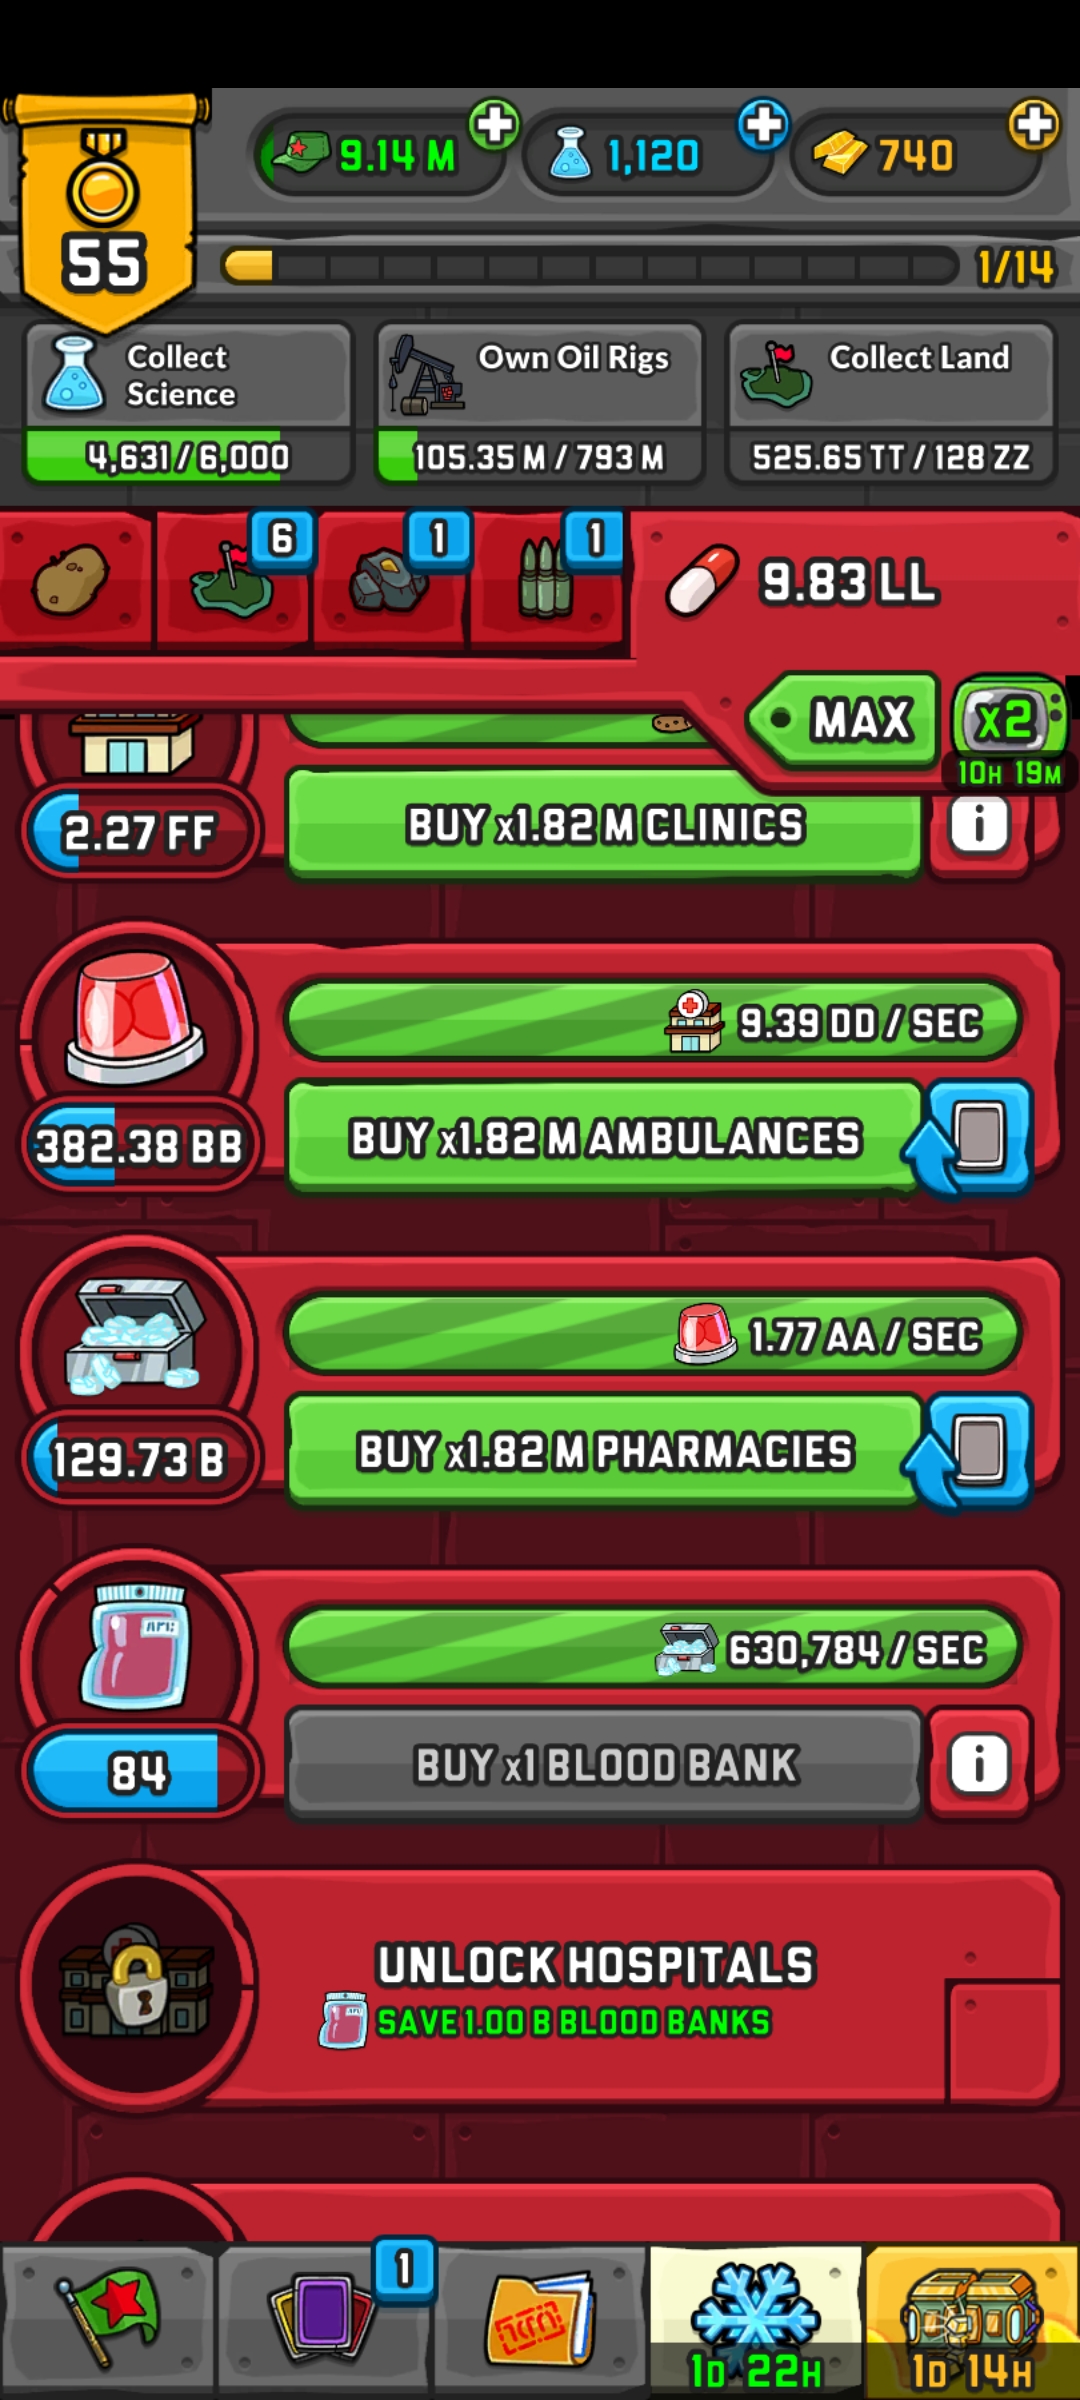 9.14 M
1,120
740
55
1/14
Collect
Science
4,631 / 6,000
Own Oil Rigs
105.35 M / 793 M
Collect Land
525.65 TT / 128 ZZ
6
1
1
9.83 LL
MAX
x2
10H 19M
2.27 FF
BUY x1.82 M CLINICS
i
9.39 DD / SEC
382.38 BB
BUY x1.82 M AMBULANCES
1.77 AA / SEC
129.73 B
BUY x1.82 M PHARMACIES
630,784 / SEC
84
BUY x1 BLOOD BANK
i
UNLOCK HOSPITALS
SAVE 1.00 B BLOOD BANKS
1
1D 22H
1D 14H